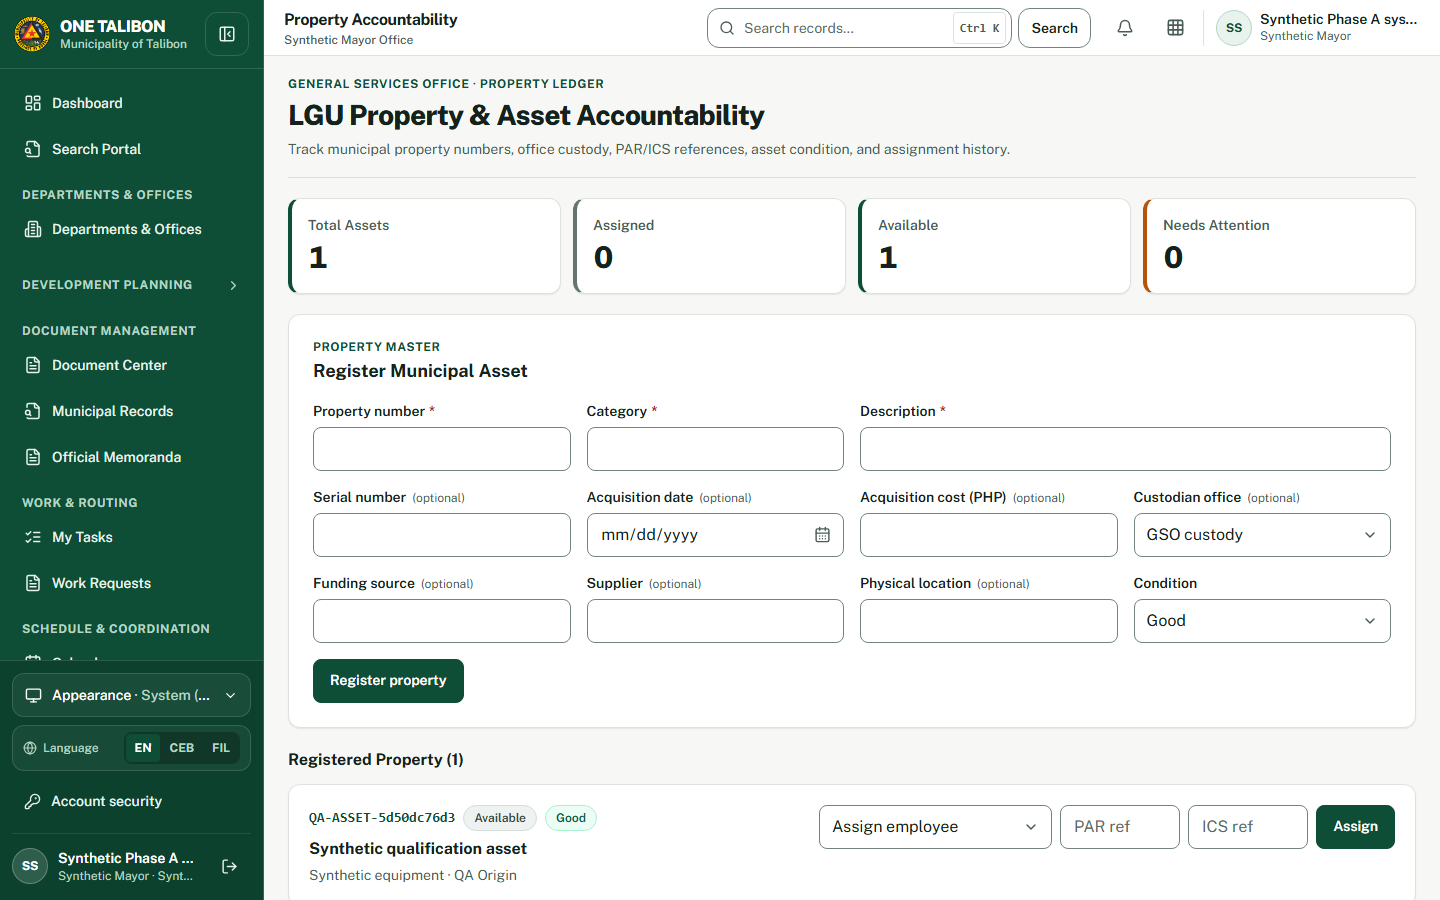 ONE TALIBON
Municipality of Talibon
Dashboard
Search Portal
DEPARTMENTS & OFFICES
Departments & Offices
DEVELOPMENT PLANNING
DOCUMENT MANAGEMENT
Document Center
Municipal Records
Official Memoranda
WORK & ROUTING
My Tasks
Work Requests
SCHEDULE & COORDINATION
Appearance · System (...
Language EN CEB FIL
Account security
SS Synthetic Phase A ...
Synthetic Mayor · Synt...
Property Accountability
Synthetic Mayor Office
Search records... Ctrl K Search
SS Synthetic Phase A sys...
Synthetic Mayor
GENERAL SERVICES OFFICE · PROPERTY LEDGER
LGU Property & Asset Accountability
Track municipal property numbers, office custody, PAR/ICS references, asset condition, and assignment history.
Total Assets
1
Assigned
0
Available
1
Needs Attention
0
PROPERTY MASTER
Register Municipal Asset
Property number * Category * Description *
Serial number (optional) Acquisition date (optional) Acquisition cost (PHP) (optional) Custodian office (optional)
mm/dd/yyyy GSO custody
Funding source (optional) Supplier (optional) Physical location (optional) Condition
Good
Register property
Registered Property (1)
QA-ASSET-5d50dc76d3 Available Good
Synthetic qualification asset
Synthetic equipment · QA Origin
Assign employee PAR ref ICS ref Assign